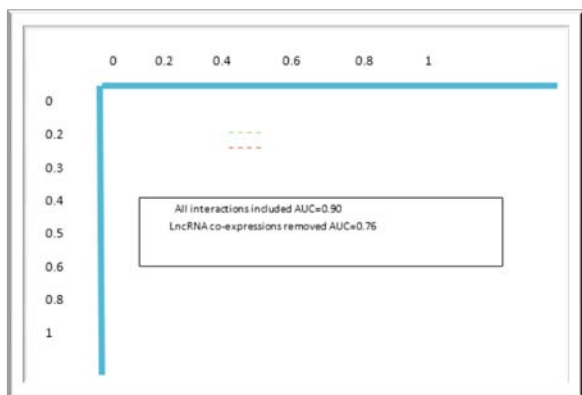 0 0.2 0.4 0.6 0.8 1
0
0.2
0.3
0.4
All interactions included AUC=0.90
LncRNA co-expressions removed AUC=0.76
0.5
0.6
0.8
1